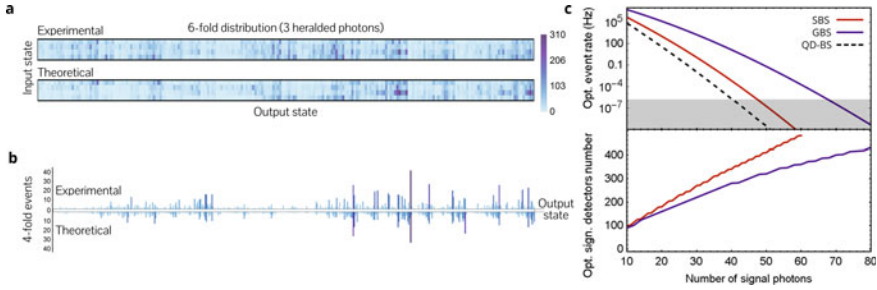 a
6-fold distribution (3 heralded photons)
Experimental
Theoretical
Input state
Output state
310
206
103
0
b
4-fold events
40
30
20
10
0
10
20
30
40
Experimental
Theoretical
Output
state
c
Opt. event rate (Hz)
10⁵
10²
0.1
10⁻⁴
10⁻⁷
SBS
GBS
QD-BS
Opt. sign. detectors number
400
300
200
100
0
10
20
30
40
50
60
70
80
Number of signal photons